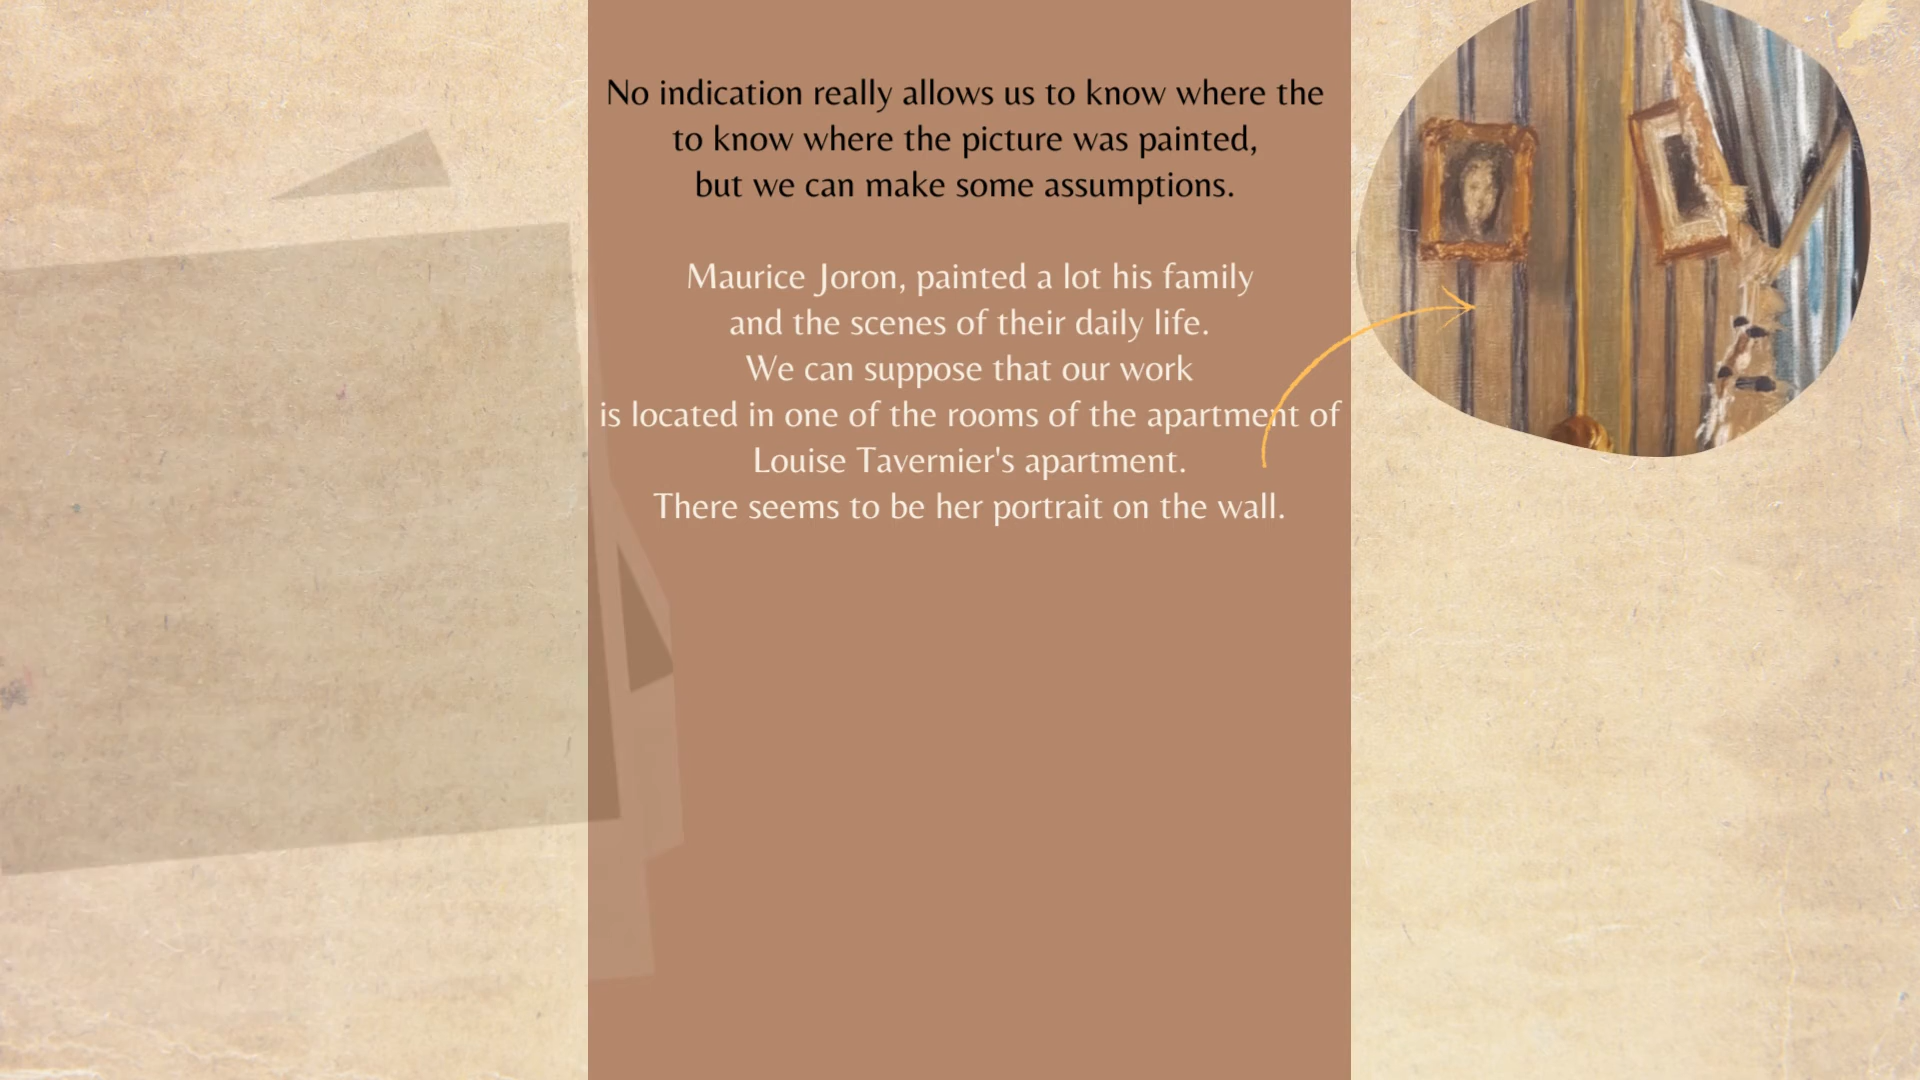 No indication really allows us to know where the
to know where the picture was painted,
but we can make some assumptions.
Maurice Joron, painted a lot his family
and the scenes of their daily life.
We can suppose that our work
is located in one of the rooms of the apartment of
Louise Tavernier's apartment.
There seems to be her portrait on the wall.